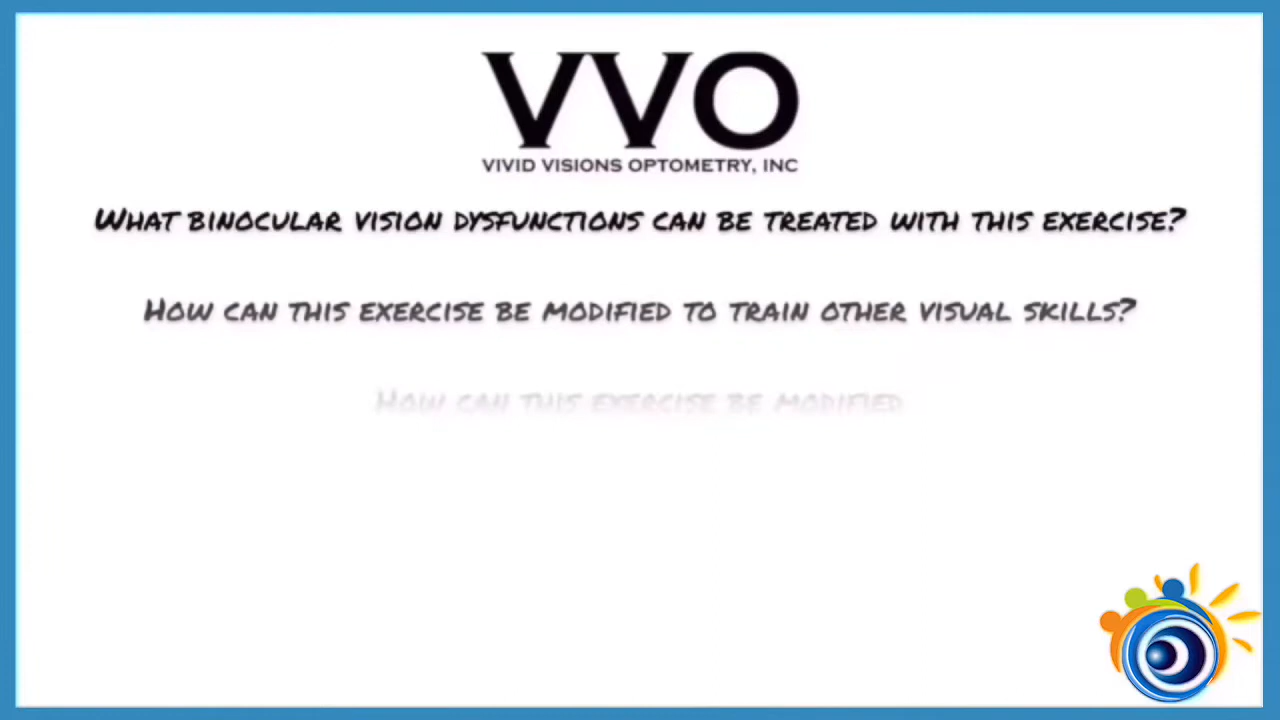 VVO
VIVID VISIONS OPTOMETRY, INC
What binocular vision dysfunctions can be treated with this exercise?
How can this exercise be modified to train other visual skills?
How can this exercise be modified